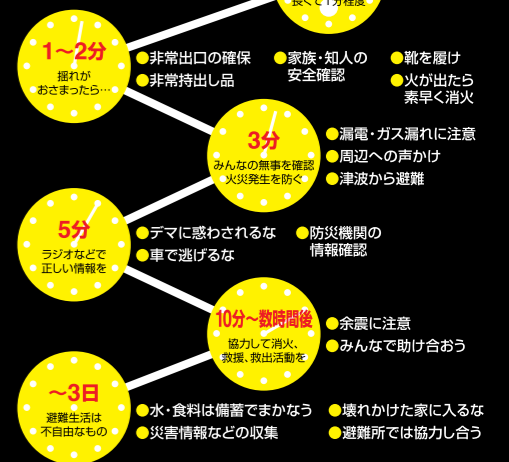 長くて1分程度
1～2分
揺れが
おさまったら…
●非常出口の確保
●非常持出し品
●家族・知人の
安全確認
●靴を履け
●火が出たら
素早く消火
3分
みんなの無事を確認
火災発生を防ぐ
●漏電・ガス漏れに注意
●周辺への声かけ
●津波から避難
5分
ラジオなどで
正しい情報を
●デマに惑わされるな
●車で逃げるな
●防災機関の
情報確認
10分～数時間後
協力して消火、
救援、救出活動を
●余震に注意
●みんなで助け合おう
～3日
避難生活は
不自由なもの
●水・食料は備蓄でまかなう
●災害情報などの収集
●壊れかけた家に入るな
●避難所では協力し合う